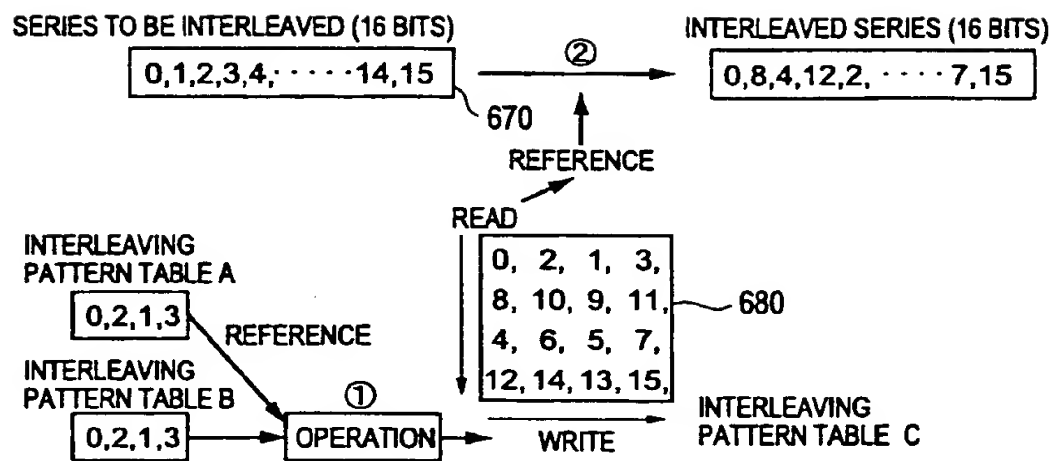 SERIES TO BE INTERLEAVED (16 BITS)
0,1,2,3,4,·····14,15
670
②
INTERLEAVED SERIES (16 BITS)
0,8,4,12,2, ···· 7,15
REFERENCE
READ
0, 2, 1, 3,
8, 10, 9, 11,
4, 6, 5, 7,
12, 14, 13, 15,
680
INTERLEAVING
PATTERN TABLE A
0,2,1,3
REFERENCE
INTERLEAVING
PATTERN TABLE B
0,2,1,3
①
OPERATION
WRITE
INTERLEAVING
PATTERN TABLE C